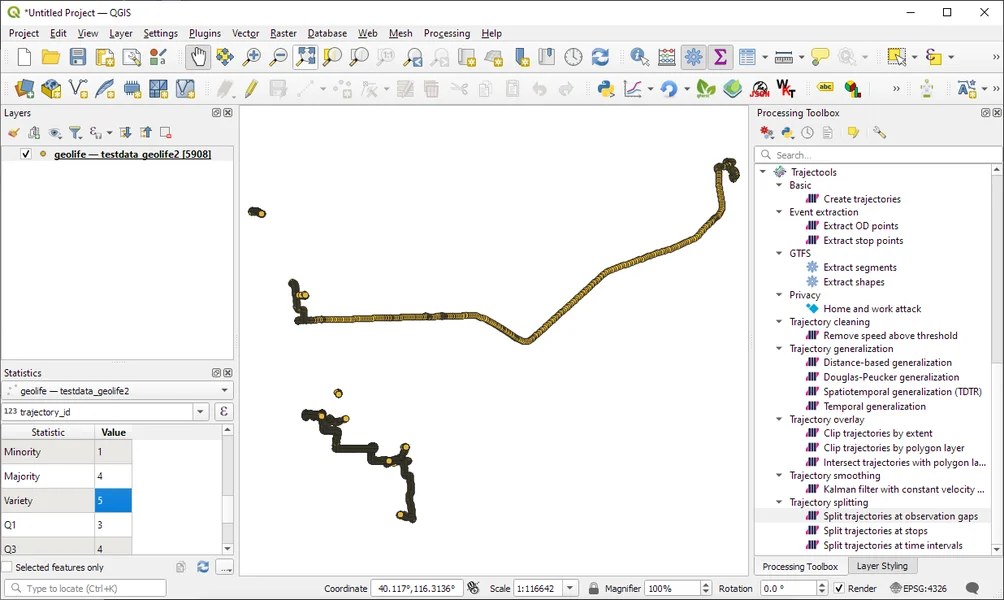 *Untitled Project — QGIS
Project Edit View Layer Settings Plugins Vector Raster Database Web Mesh Processing Help
JSON WKT abc
Layers
geolife — testdata_geolife2 [5908]
Statistics
geolife — testdata_geolife2
123 trajectory_id
ε
Statistic Value
Minority 1
Majority 4
Variety 5
Q1 3
Q3 4
Selected features only
Processing Toolbox
Search...
Trajectools
Basic
Create trajectories
Event extraction
Extract OD points
Extract stop points
GTFS
Extract segments
Extract shapes
Privacy
Home and work attack
Trajectory cleaning
Remove speed above threshold
Trajectory generalization
Distance-based generalization
Douglas-Peucker generalization
Spatiotemporal generalization (TDTR)
Temporal generalization
Trajectory overlay
Clip trajectories by extent
Clip trajectories by polygon layer
Intersect trajectories with polygon la...
Trajectory smoothing
Kalman filter with constant velocity ...
Trajectory splitting
Split trajectories at observation gaps
Split trajectories at stops
Split trajectories at time intervals
Processing Toolbox Layer Styling
Type to locate (Ctrl+K)
Coordinate 40.117°,116.3136° Scale 1:116642 Magnifier 100% Rotation 0.0 ° Render EPSG:4326